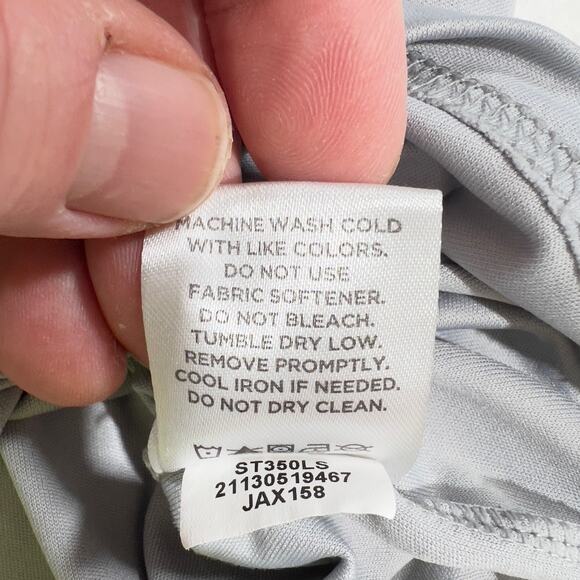 MACHINE WASH COLD
WITH LIKE COLORS.
DO NOT USE
FABRIC SOFTENER.
DO NOT BLEACH.
TUMBLE DRY LOW.
REMOVE PROMPTLY.
COOL IRON IF NEEDED.
DO NOT DRY CLEAN.
ST350LS
21130519467
JAX158